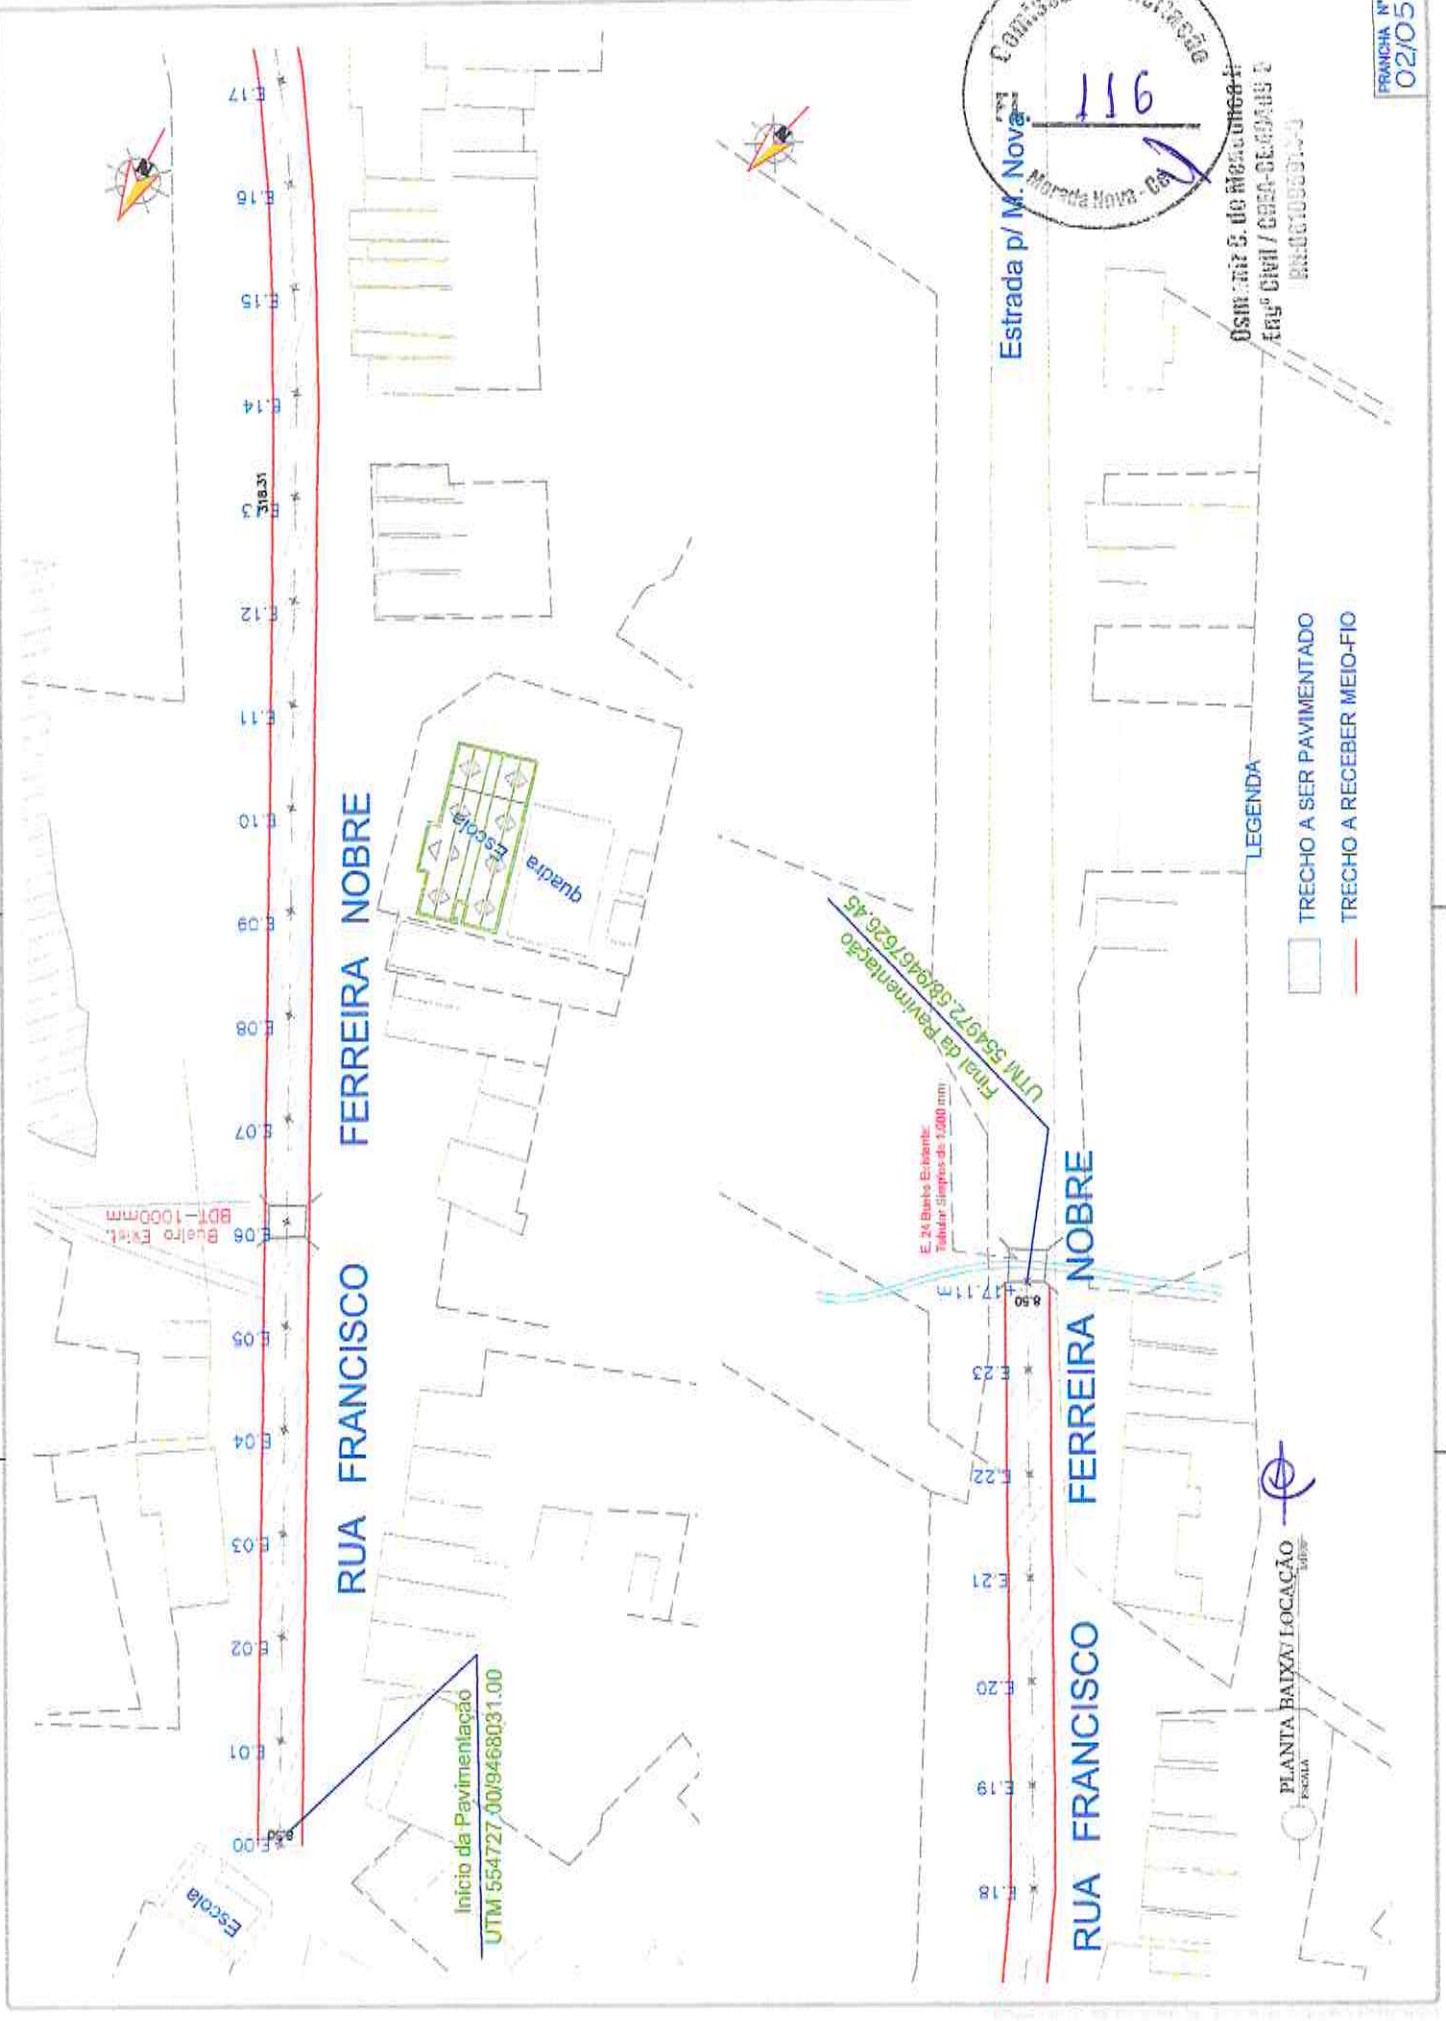 E.00
E.01
E.02
E.03
E.04
E.05
E.06
E.07
E.08
E.09
E.10
E.11
E.12
E.13
E.14
E.15
E.16
E.17
318.31
8.50
Bueiro Exist.
BDT-1000mm
Escola
RUA FRANCISCO FERREIRA NOBRE
Escola
quadra
Início da Pavimentação
UTM 554727.00/9468031.00
E.18
E.19
E.20
E.21
E.22
E.23
+17.11m
8.50
E. 24 Bueiro Existente:
Tubular Simples de 1.000 mm
Final da Pavimentação
UTM 554972.58/9467626.45
Estrada p/ M. Nova
RUA FRANCISCO FERREIRA NOBRE
LEGENDA
TRECHO A SER PAVIMENTADO
TRECHO A RECEBER MEIO-FIO
PLANTA BAIXA/ LOCAÇÃO
ESCALA
116
Morada Nova - Ce
Engº Civil /
PRANCHA Nº
02/05